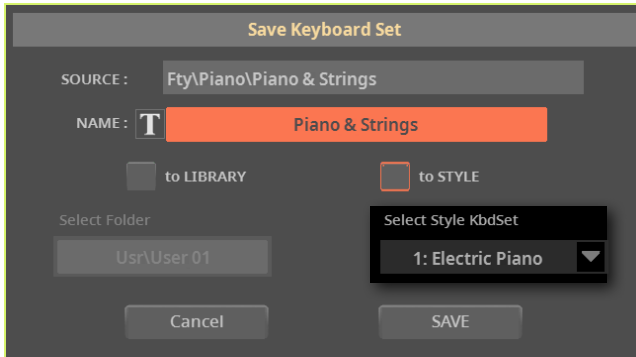 Save Keyboard Set
SOURCE : Fty\Piano\Piano & Strings
NAME : T Piano & Strings
to LIBRARY to STYLE
Select Folder Select Style KbdSet
Usr\User 01 1: Electric Piano
Cancel SAVE